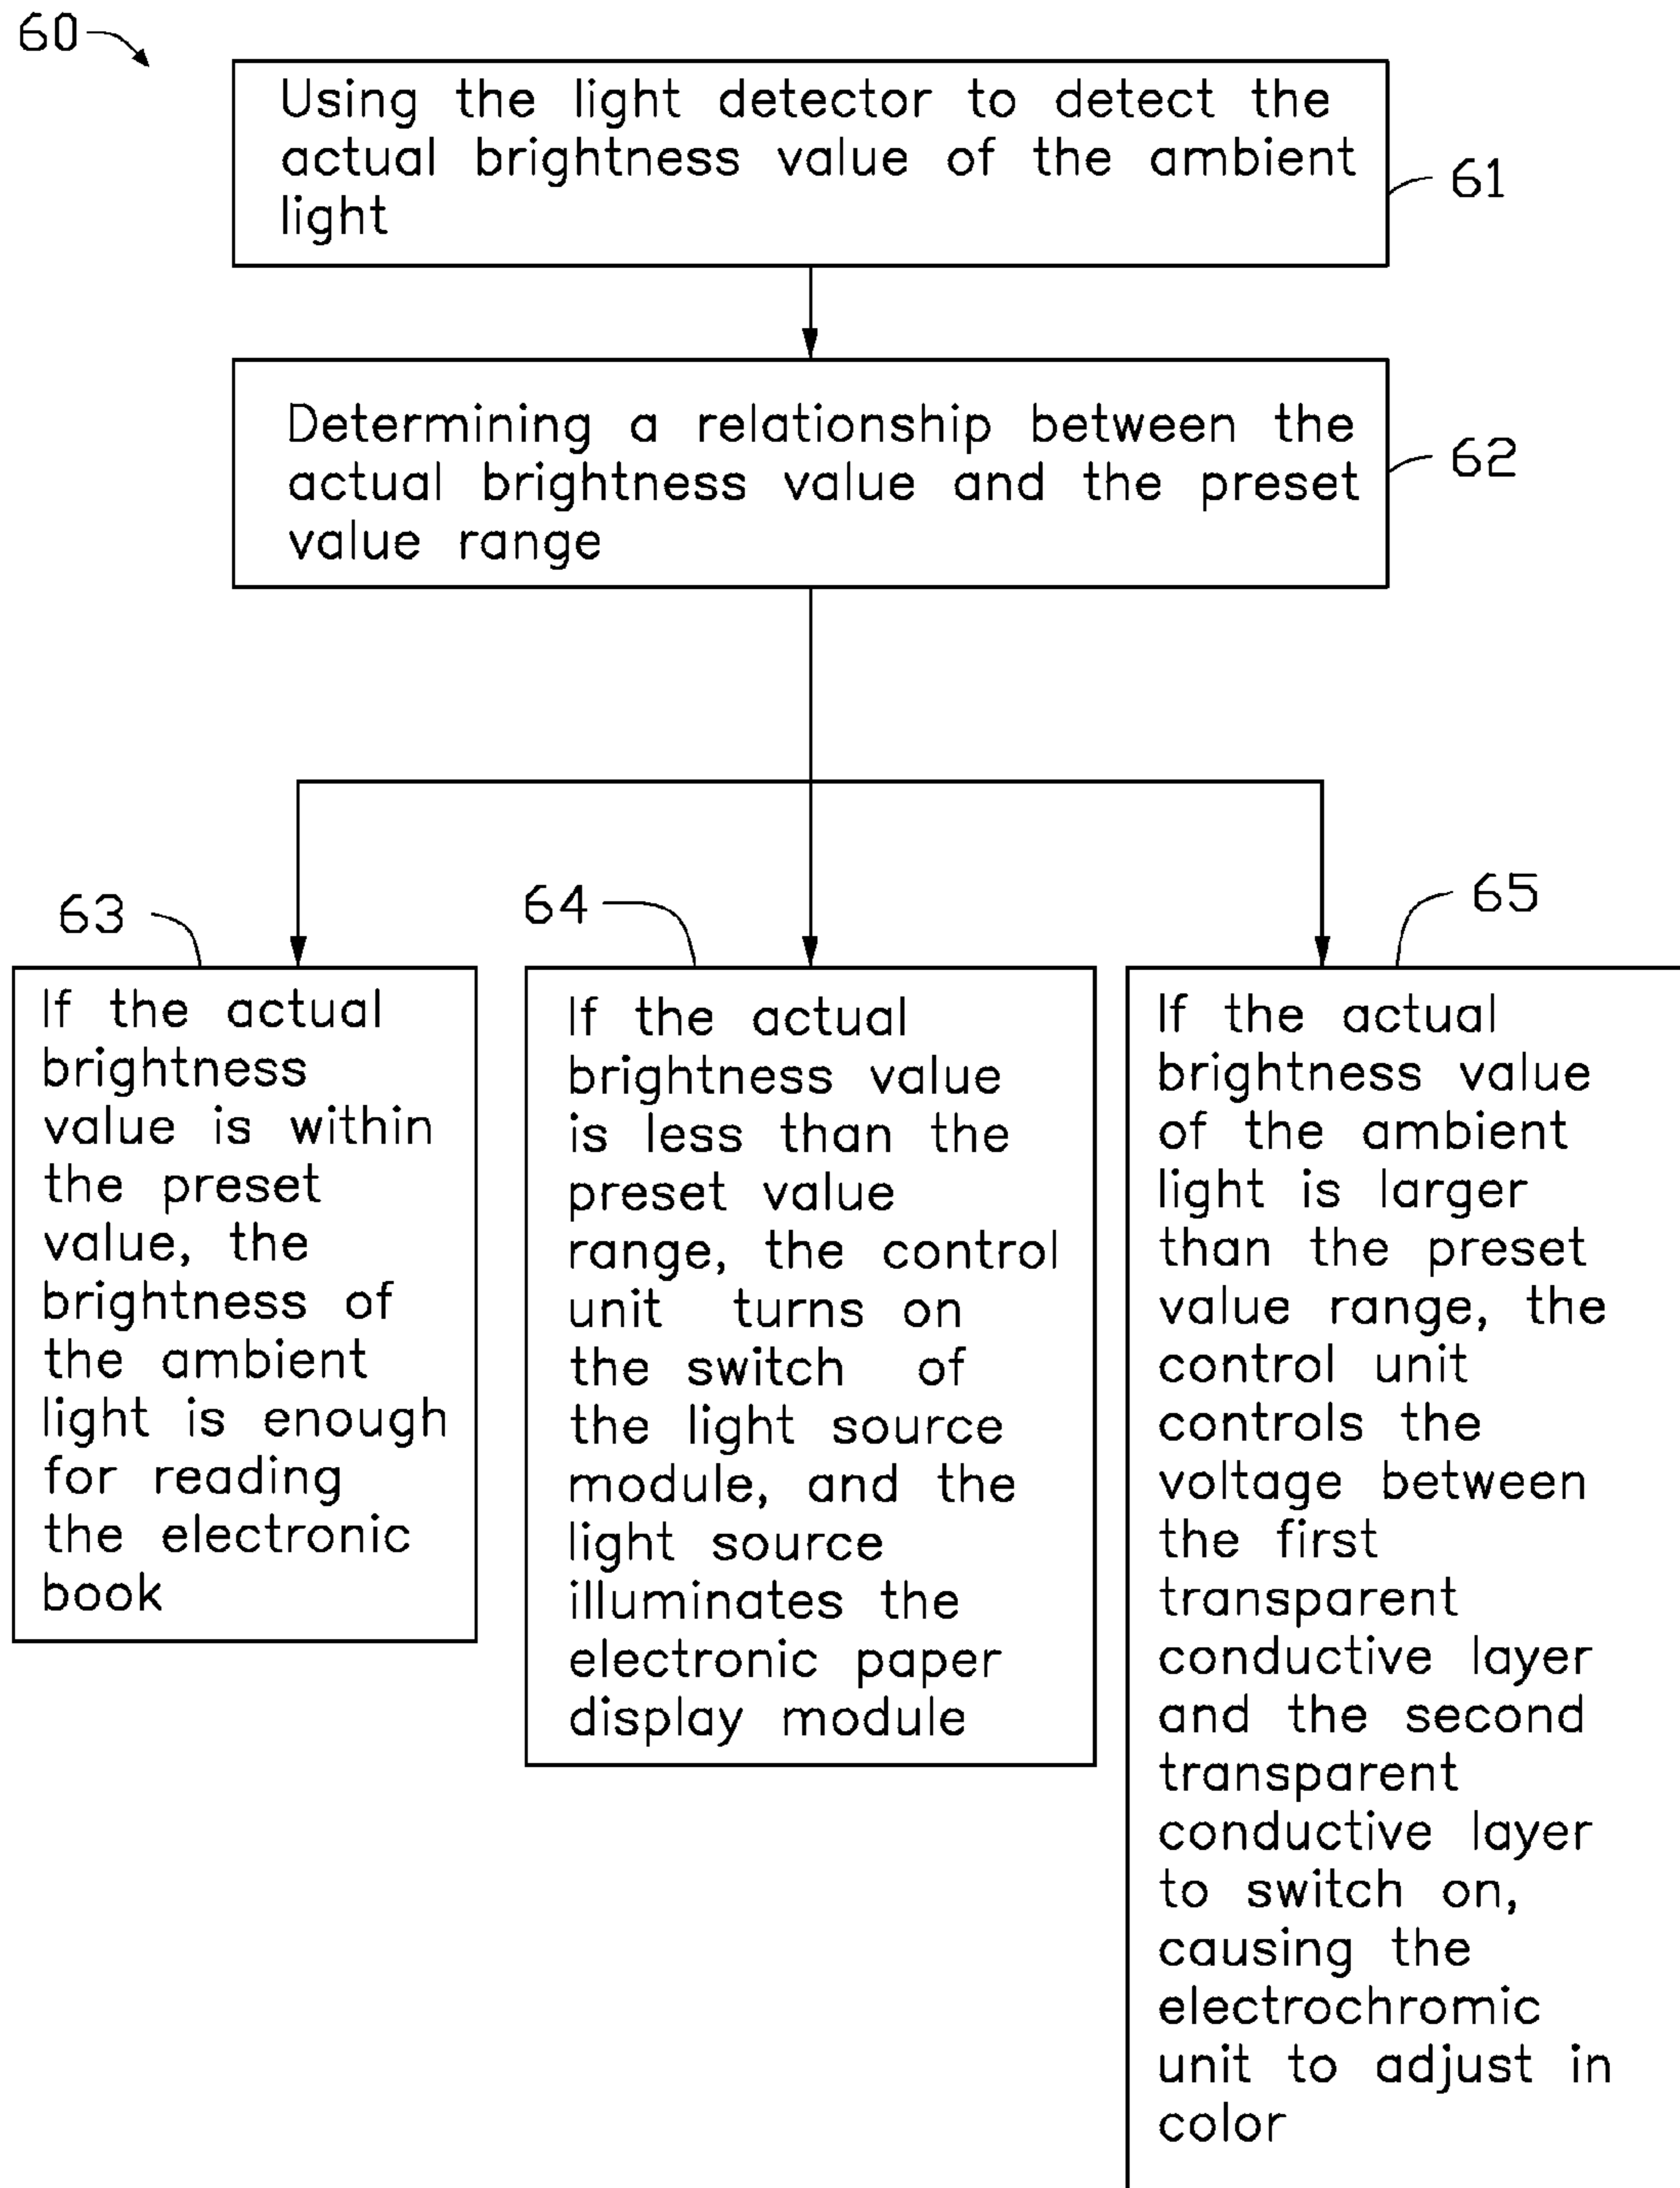 60
Using the light detector to detect the
actual brightness value of the ambient
light
61
Determining a relationship between the
actual brightness value and the preset
value range
62
63
If the actual
brightness
value is within
the preset
value, the
brightness of
the ambient
light is enough
for reading
the electronic
book
64
If the actual
brightness value
is less than the
preset value
range, the control
unit turns on
the switch of
the light source
module, and the
light source
illuminates the
electronic paper
display module
65
If the actual
brightness value
of the ambient
light is larger
than the preset
value range, the
control unit
controls the
voltage between
the first
transparent
conductive layer
and the second
transparent
conductive layer
to switch on,
causing the
electrochromic
unit to adjust in
color